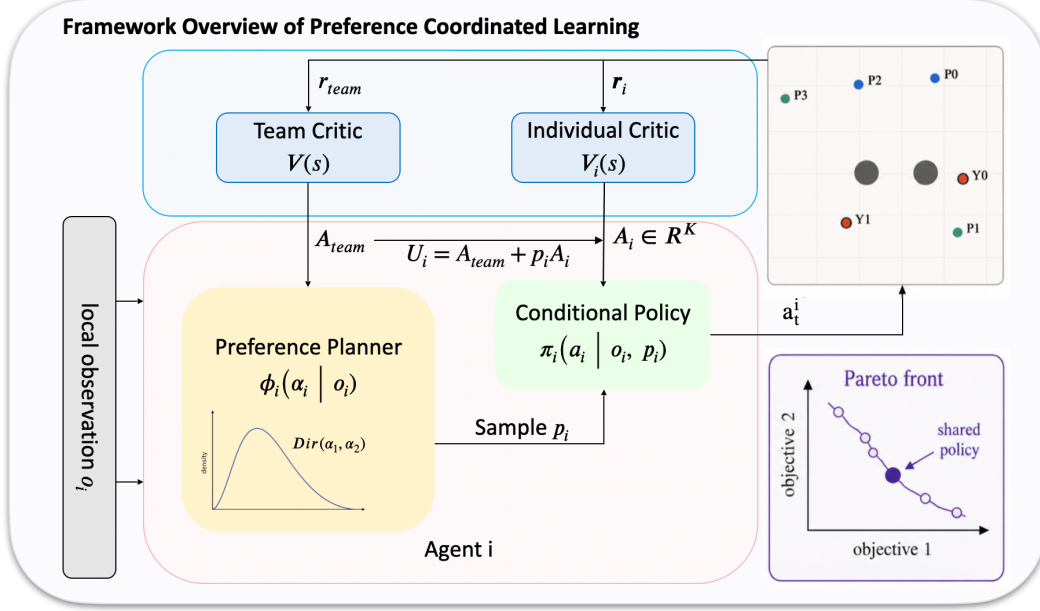 Framework Overview of Preference Coordinated Learning
r_team
r_i
Team Critic
V(s)
Individual Critic
V_i(s)
P3
P2
P0
Y0
Y1
P1
A_team
U_i = A_team + p_i A_i
A_i ∈ R^K
local observation o_i
Preference Planner
ϕ_i(α_i | o_i)
density
Dir(α_1, α_2)
Conditional Policy
π_i(a_i | o_i, p_i)
Sample p_i
Agent i
a_t^i
Pareto front
objective 2
shared
policy
objective 1